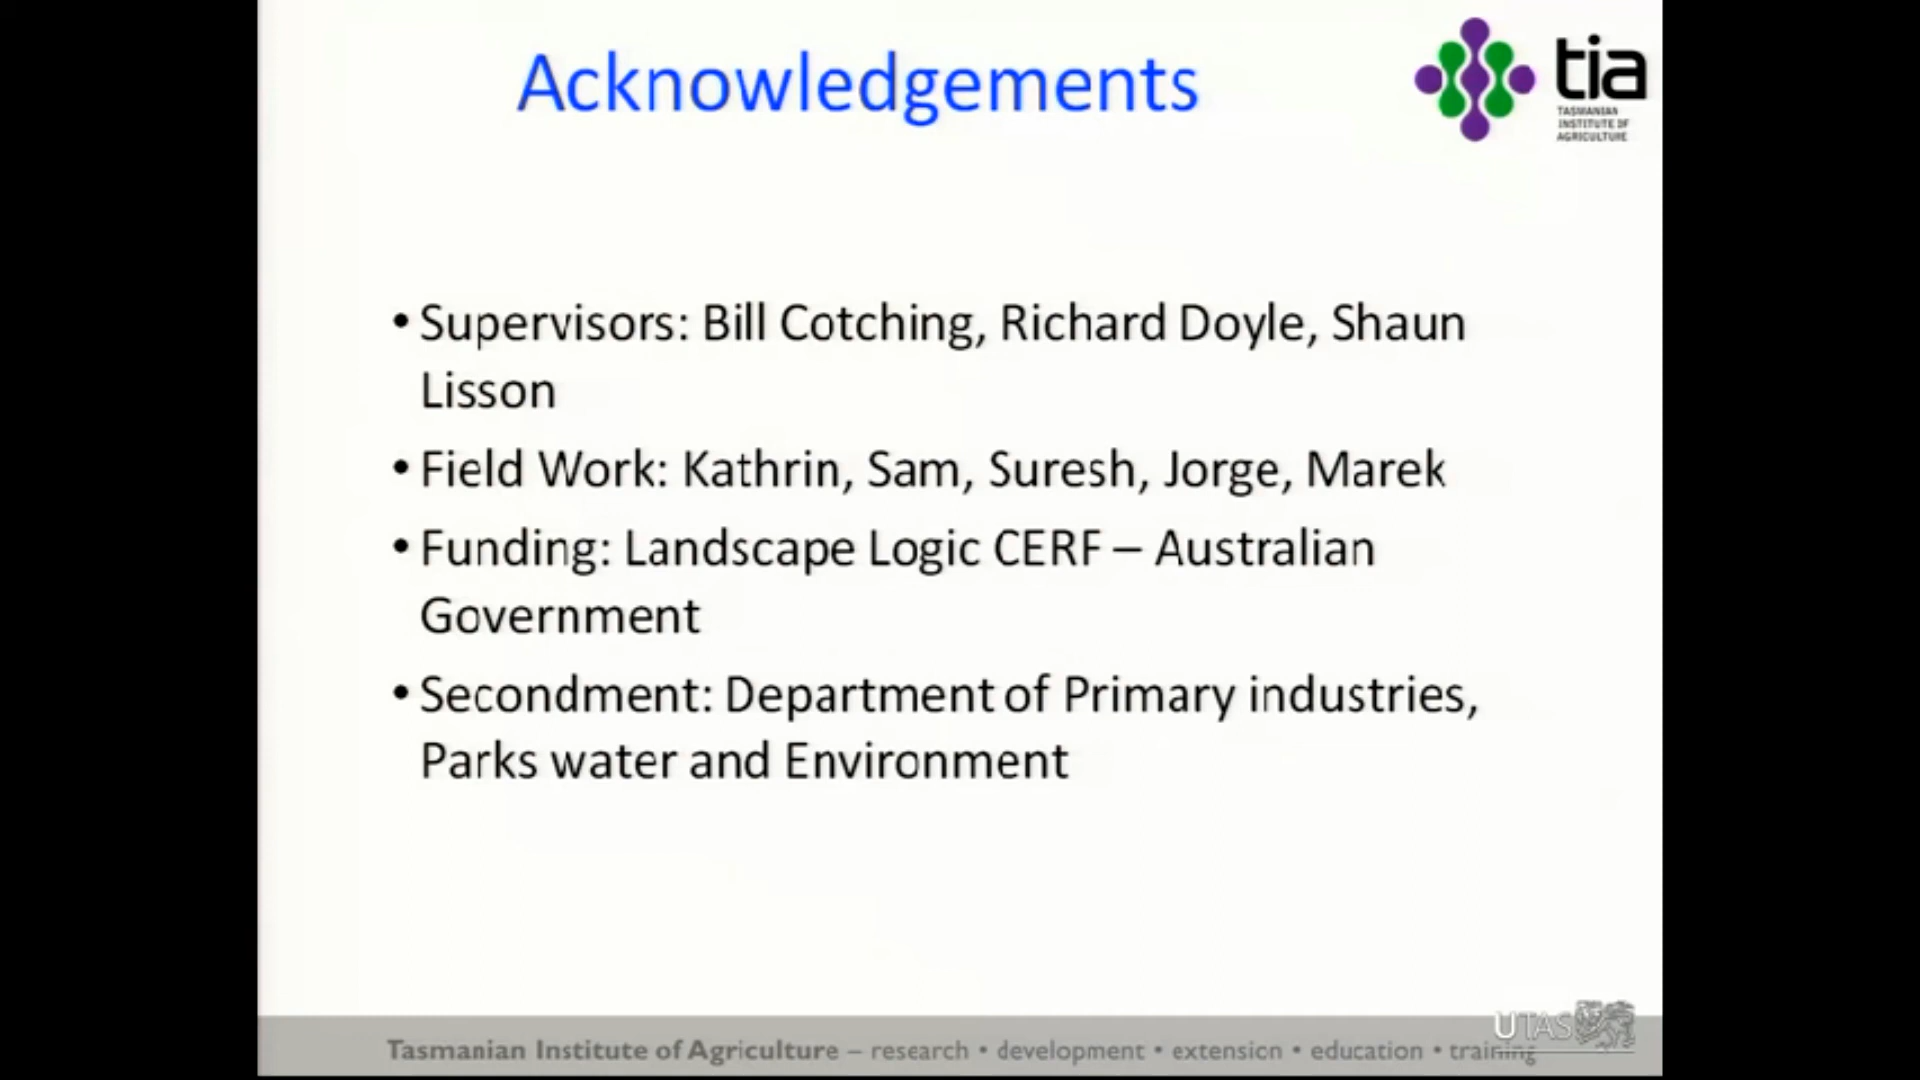 Acknowledgements
tia
TASMANIAN
INSTITUTE OF
AGRICULTURE
• Supervisors: Bill Cotching, Richard Doyle, Shaun
Lisson
• Field Work: Kathrin, Sam, Suresh, Jorge, Marek
• Funding: Landscape Logic CERF – Australian
Government
• Secondment: Department of Primary industries,
Parks water and Environment
UTAS
Tasmanian Institute of Agriculture – research • development • extension • education • training